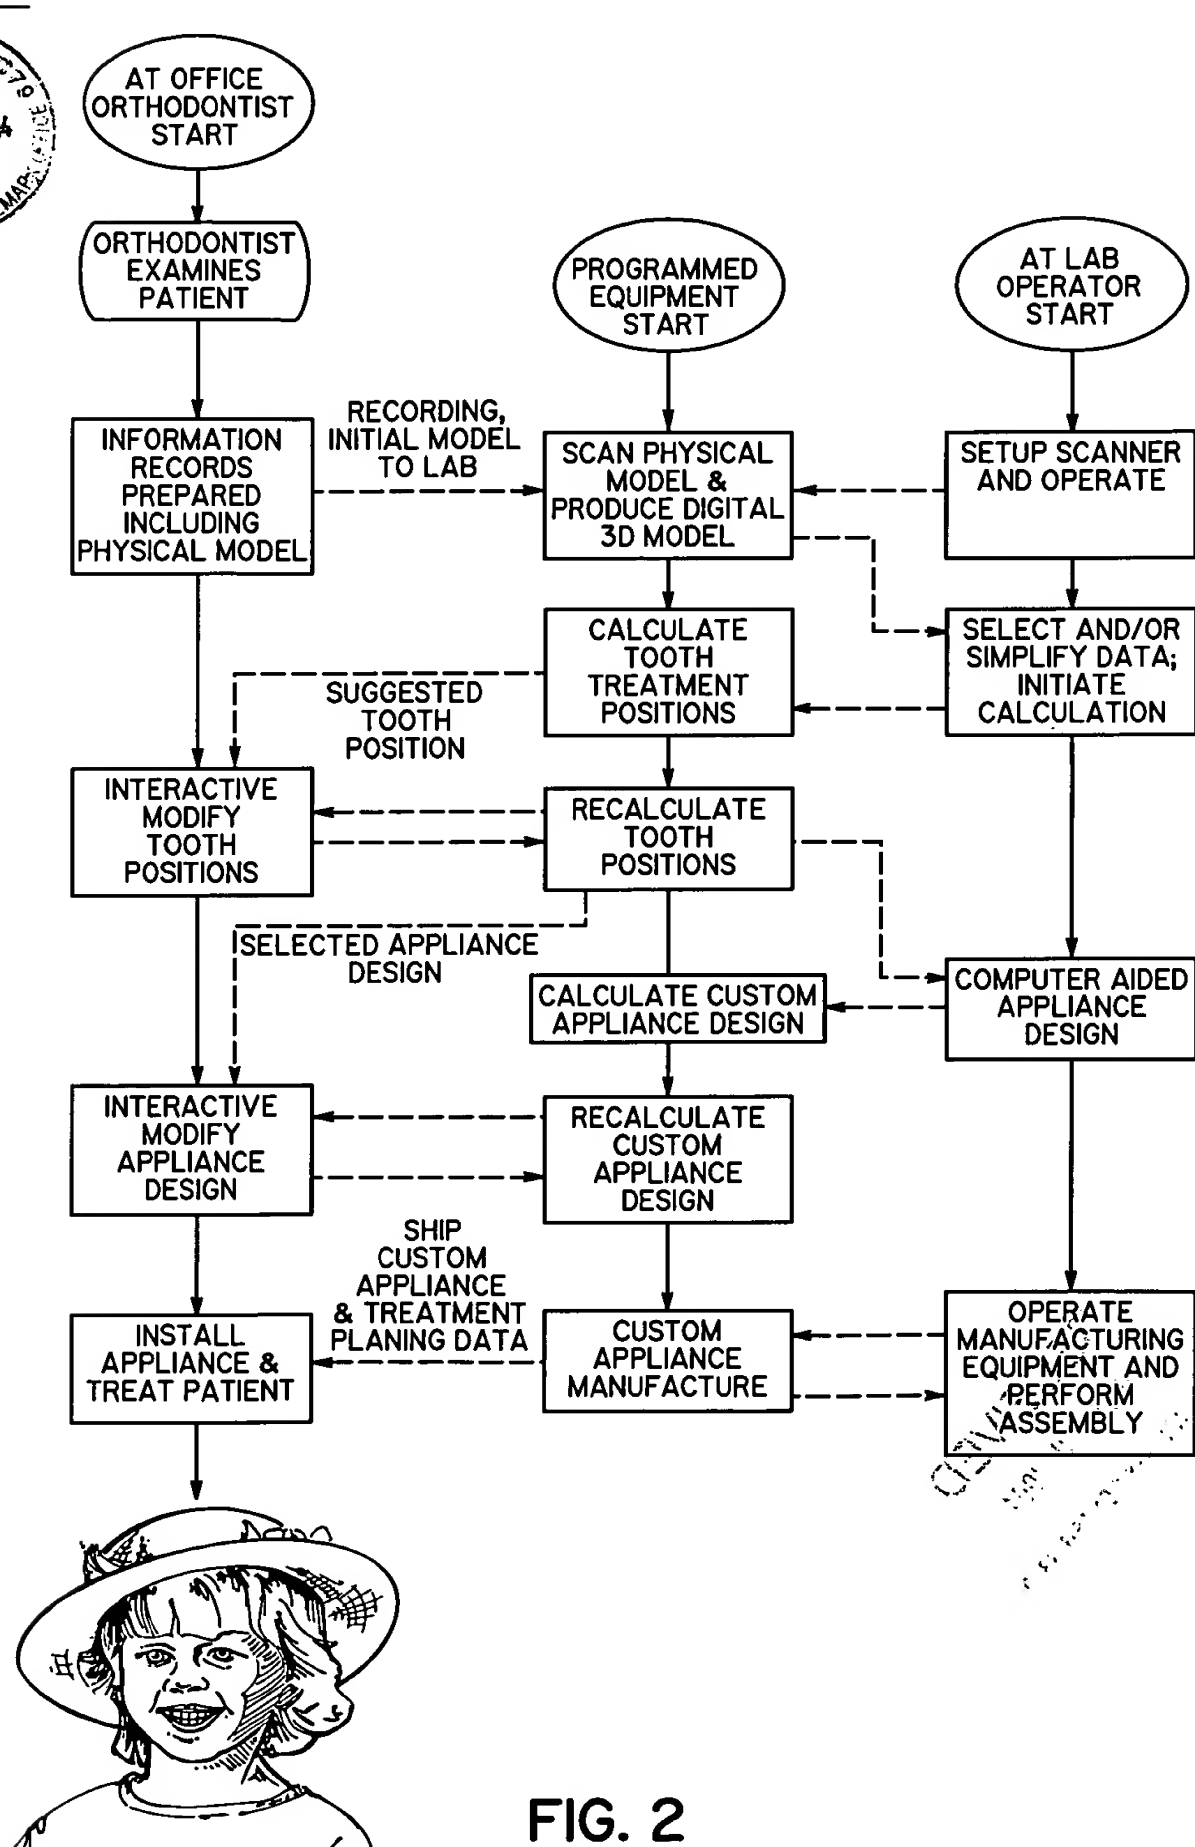 AT OFFICE
ORTHODONTIST
START
ORTHODONTIST
EXAMINES
PATIENT
PROGRAMMED
EQUIPMENT
START
AT LAB
OPERATOR
START
INFORMATION
RECORDS
PREPARED
INCLUDING
PHYSICAL MODEL
RECORDING,
INITIAL MODEL
TO LAB
SCAN PHYSICAL
MODEL &
PRODUCE DIGITAL
3D MODEL
SETUP SCANNER
AND OPERATE
CALCULATE
TOOTH
TREATMENT
POSITIONS
SELECT AND/OR
SIMPLIFY DATA;
INITIATE
CALCULATION
SUGGESTED
TOOTH
POSITION
INTERACTIVE
MODIFY
TOOTH
POSITIONS
RECALCULATE
TOOTH
POSITIONS
SELECTED APPLIANCE
DESIGN
CALCULATE CUSTOM
APPLIANCE DESIGN
COMPUTER AIDED
APPLIANCE
DESIGN
INTERACTIVE
MODIFY
APPLIANCE
DESIGN
RECALCULATE
CUSTOM
APPLIANCE
DESIGN
SHIP
CUSTOM
APPLIANCE
& TREATMENT
PLANING DATA
INSTALL
APPLIANCE &
TREAT PATIENT
CUSTOM
APPLIANCE
MANUFACTURE
OPERATE
MANUFACTURING
EQUIPMENT AND
PERFORM
ASSEMBLY
FIG. 2